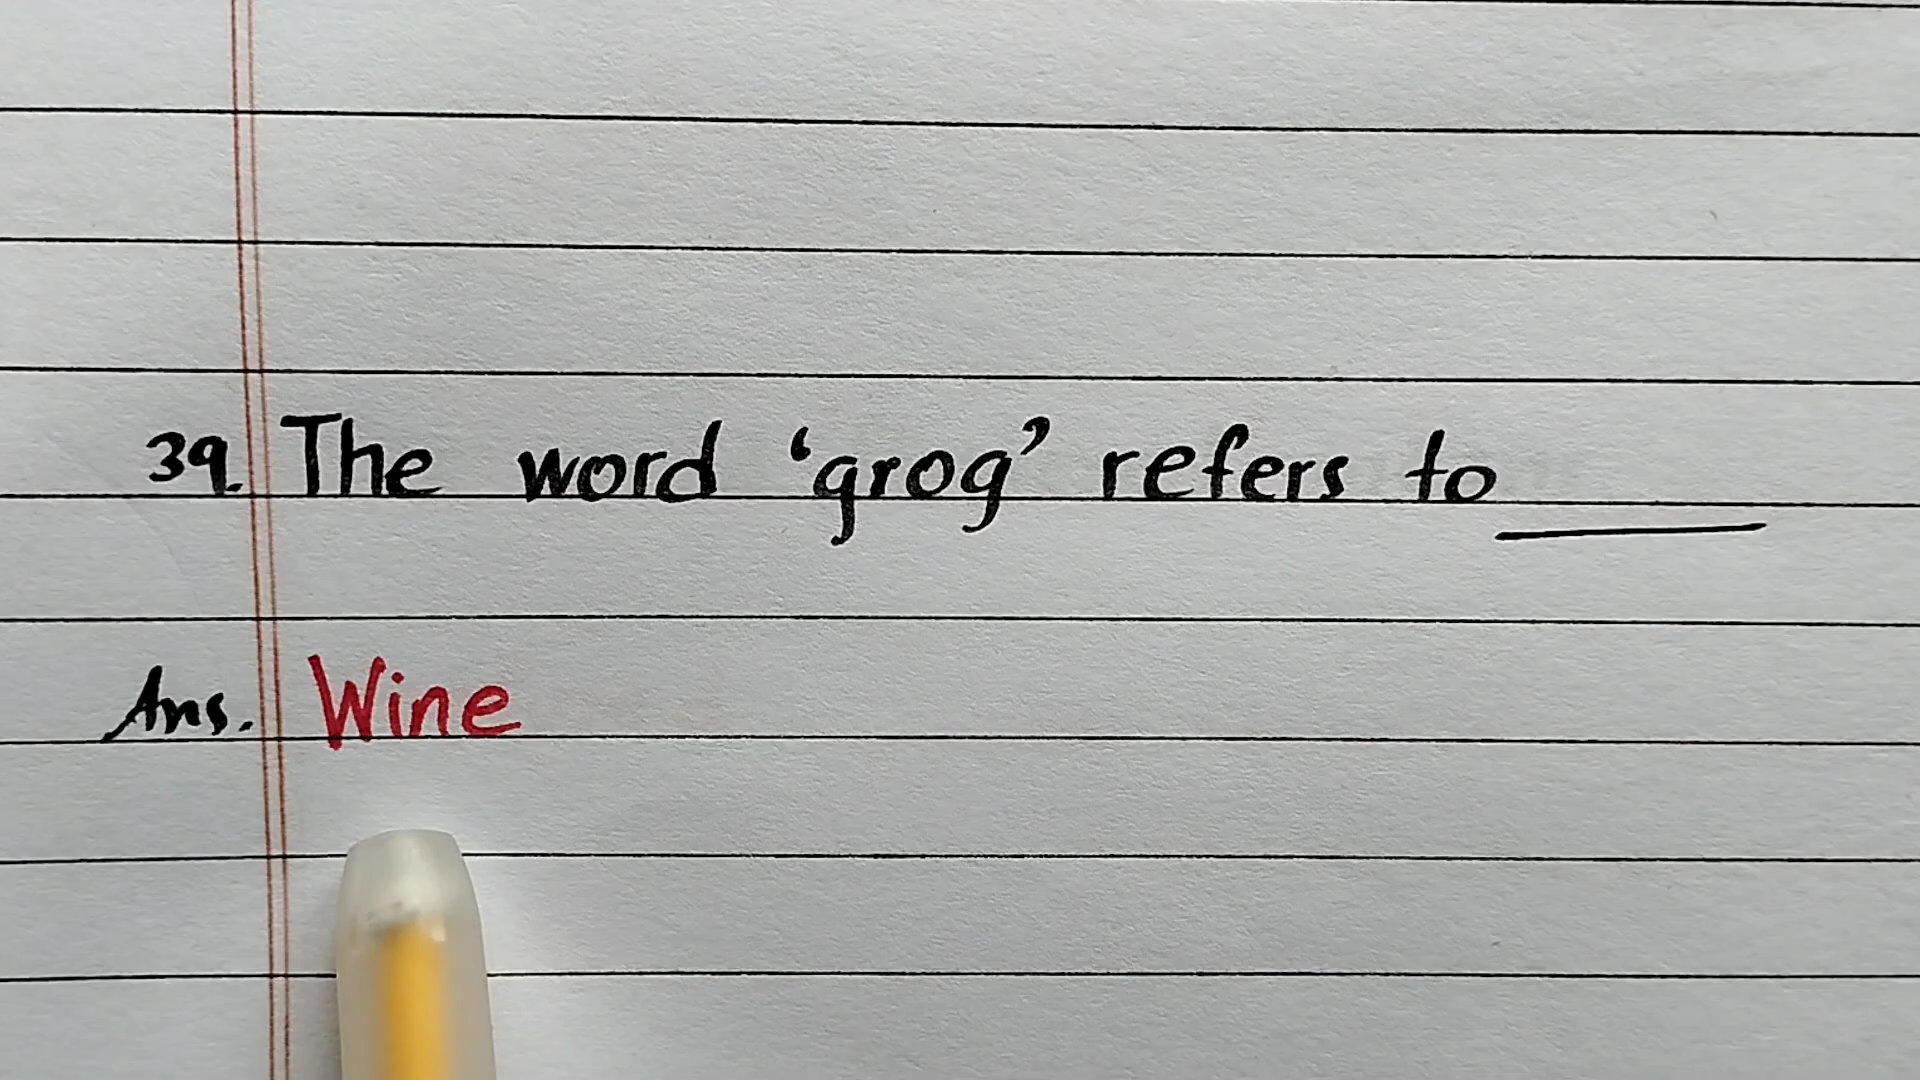 39. The word ‘grog’ refers to ______
Ans. Wine